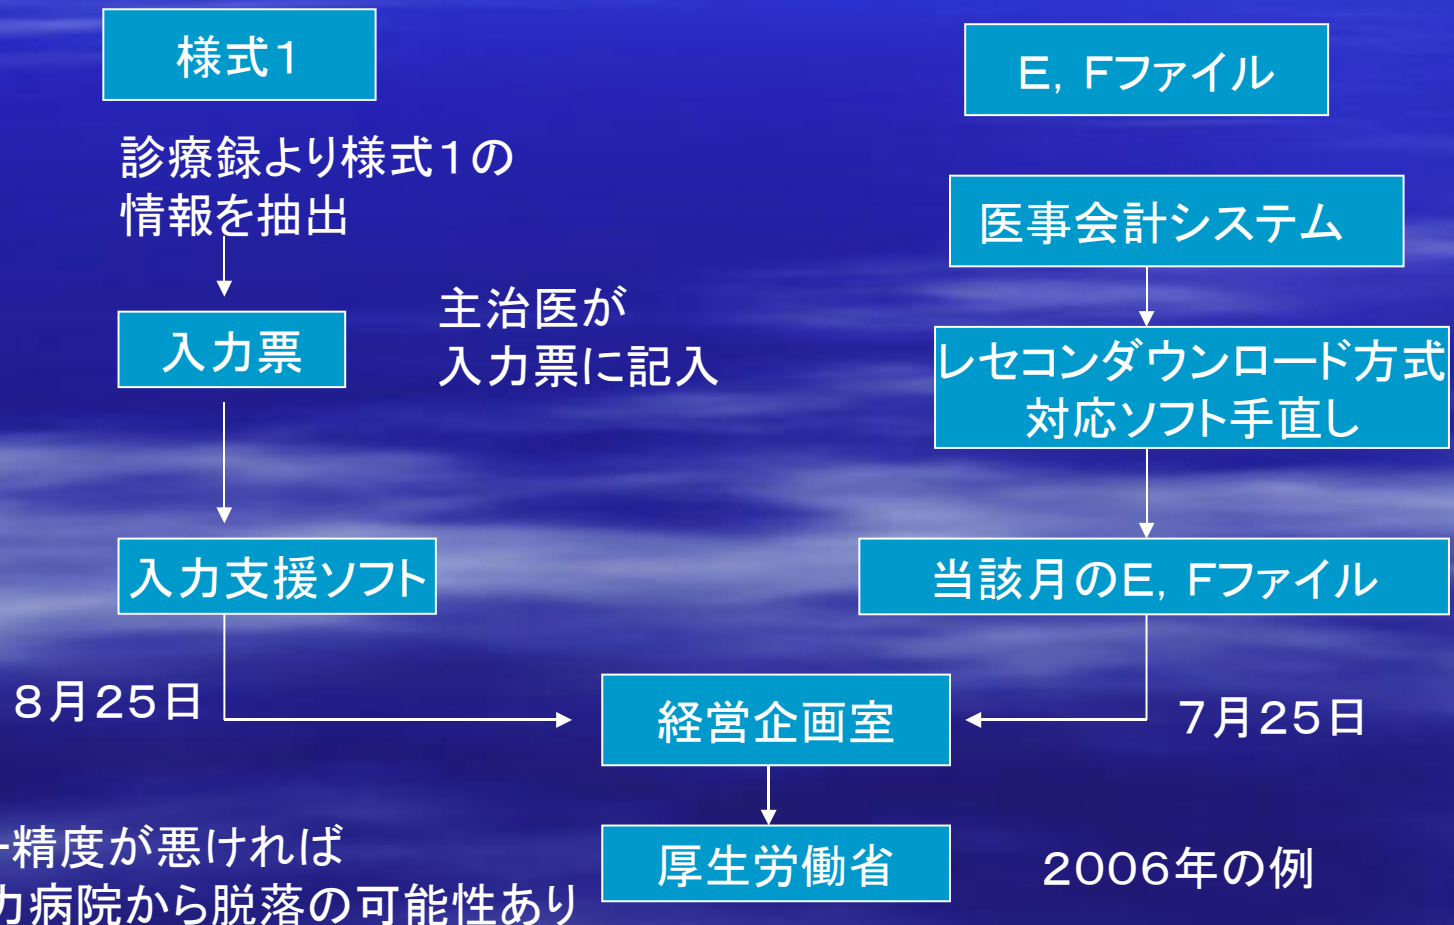 様式１
診療録より様式１の
情報を抽出
入力票
主治医が
入力票に記入
入力支援ソフト
８月２５日
Ｅ，Ｆファイル
医事会計システム
レセコンダウンロード方式
対応ソフト手直し
当該月のＥ，Ｆファイル
７月２５日
経営企画室
厚生労働省
精度が悪ければ
力病院から脱落の可能性あり
２００６年の例